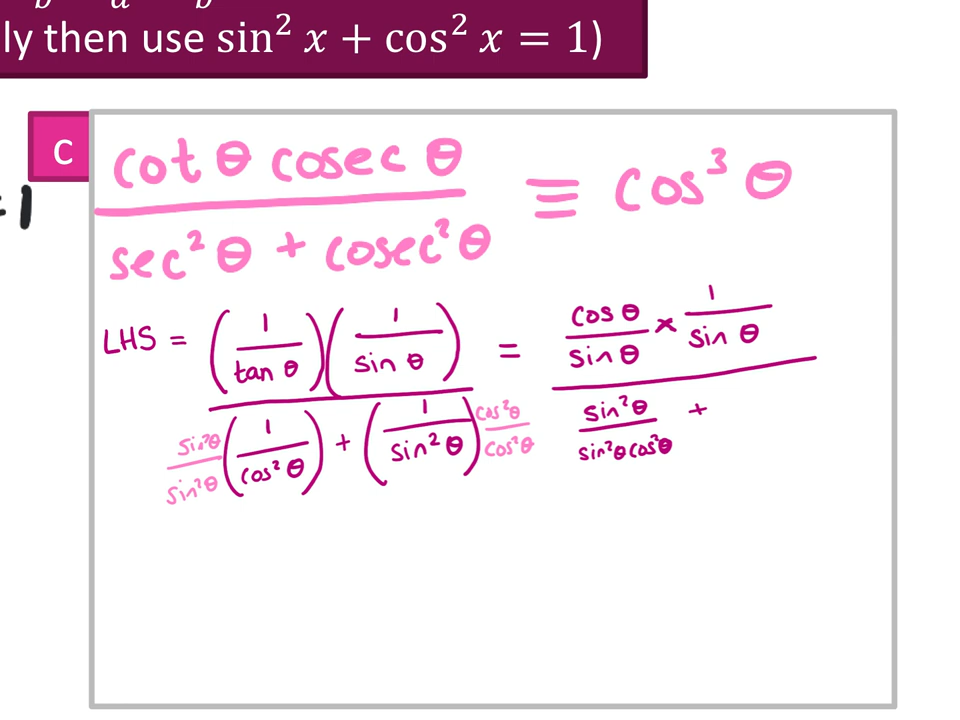 b a b
ly then use sin² x + cos² x = 1)
c
cot θ cosec θ / sec² θ + cosec² θ ≡ cos³ θ
= 1
LHS = (1 / tan θ)(1 / sin θ) / sin²θ / sin²θ (1 / cos² θ) + (1 / sin² θ) cos²θ / cos²θ = cos θ / sin θ × 1 / sin θ / sin²θ / sin²θ cos²θ +